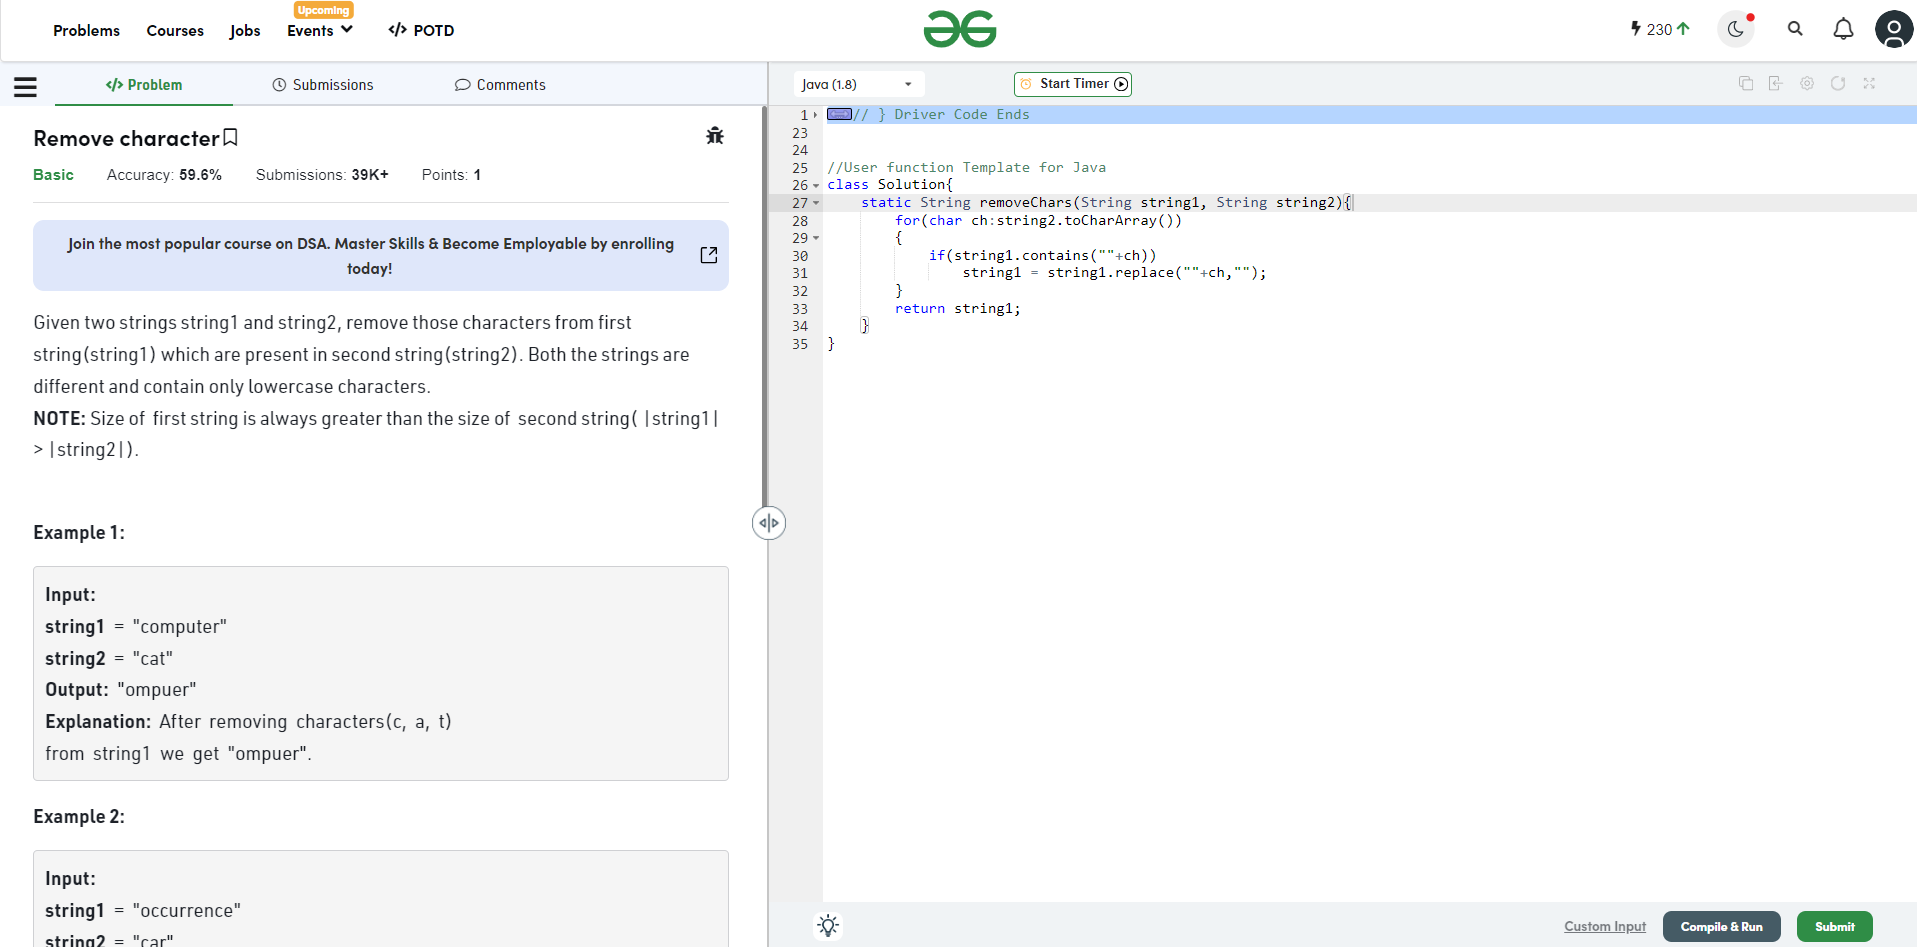 Upcoming
Problems Courses Jobs Events </> POTD
230
</> Problem Submissions Comments
Java (1.8) Start Timer
Remove character
Basic Accuracy: 59.6% Submissions: 39K+ Points: 1
Join the most popular course on DSA. Master Skills & Become Employable by enrolling
today!
Given two strings string1 and string2, remove those characters from first
string(string1) which are present in second string(string2). Both the strings are
different and contain only lowercase characters.
NOTE: Size of first string is always greater than the size of second string( |string1|
> |string2|).
Example 1:
Input:
string1 = "computer"
string2 = "cat"
Output: "ompuer"
Explanation: After removing characters(c, a, t)
from string1 we get "ompuer".
Example 2:
Input:
string1 = "occurrence"
string2 = "car"
1 // } Driver Code Ends
23
24
25 //User function Template for Java
26 class Solution{
27 static String removeChars(String string1, String string2){
28 for(char ch:string2.toCharArray())
29 {
30 if(string1.contains(""+ch))
31 string1 = string1.replace(""+ch,"");
32 }
33 return string1;
34 }
35 }
Custom Input Compile & Run Submit